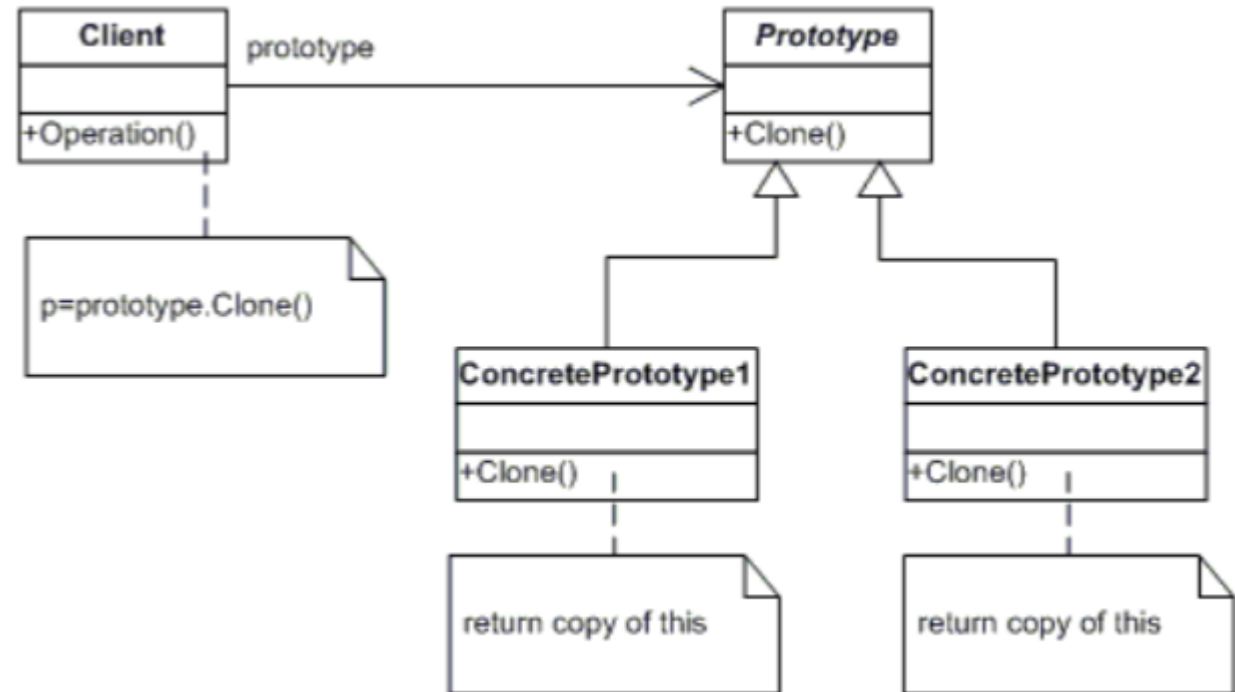 Client
prototype
Prototype
+Operation()
+Clone()
p=prototype.Clone()
ConcretePrototype1
ConcretePrototype2
+Clone()
+Clone()
return copy of this
return copy of this